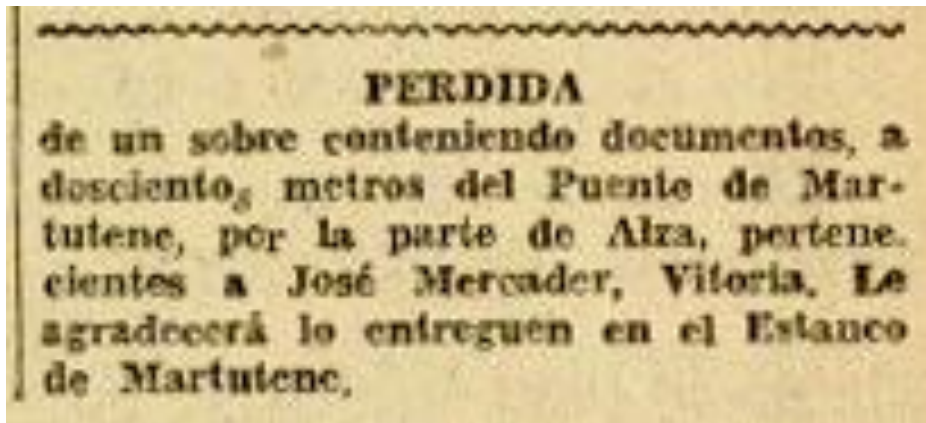 PERDIDA
de un sobre conteniendo documentos, a
doscientos metros del Puente de Mar-
tutene, por la parte de Alza, pertene.
cientes a José Mercader, Vitoria. Le
agradecerá lo entreguen en el Estanco
de Martutene.